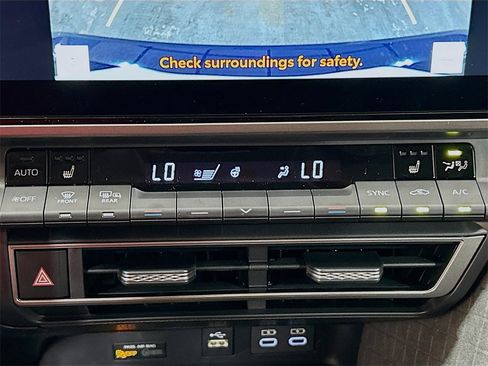 Check surroundings for safety.
AUTO
LO
LO
OFF
FRONT
REAR
SYNC
A/C